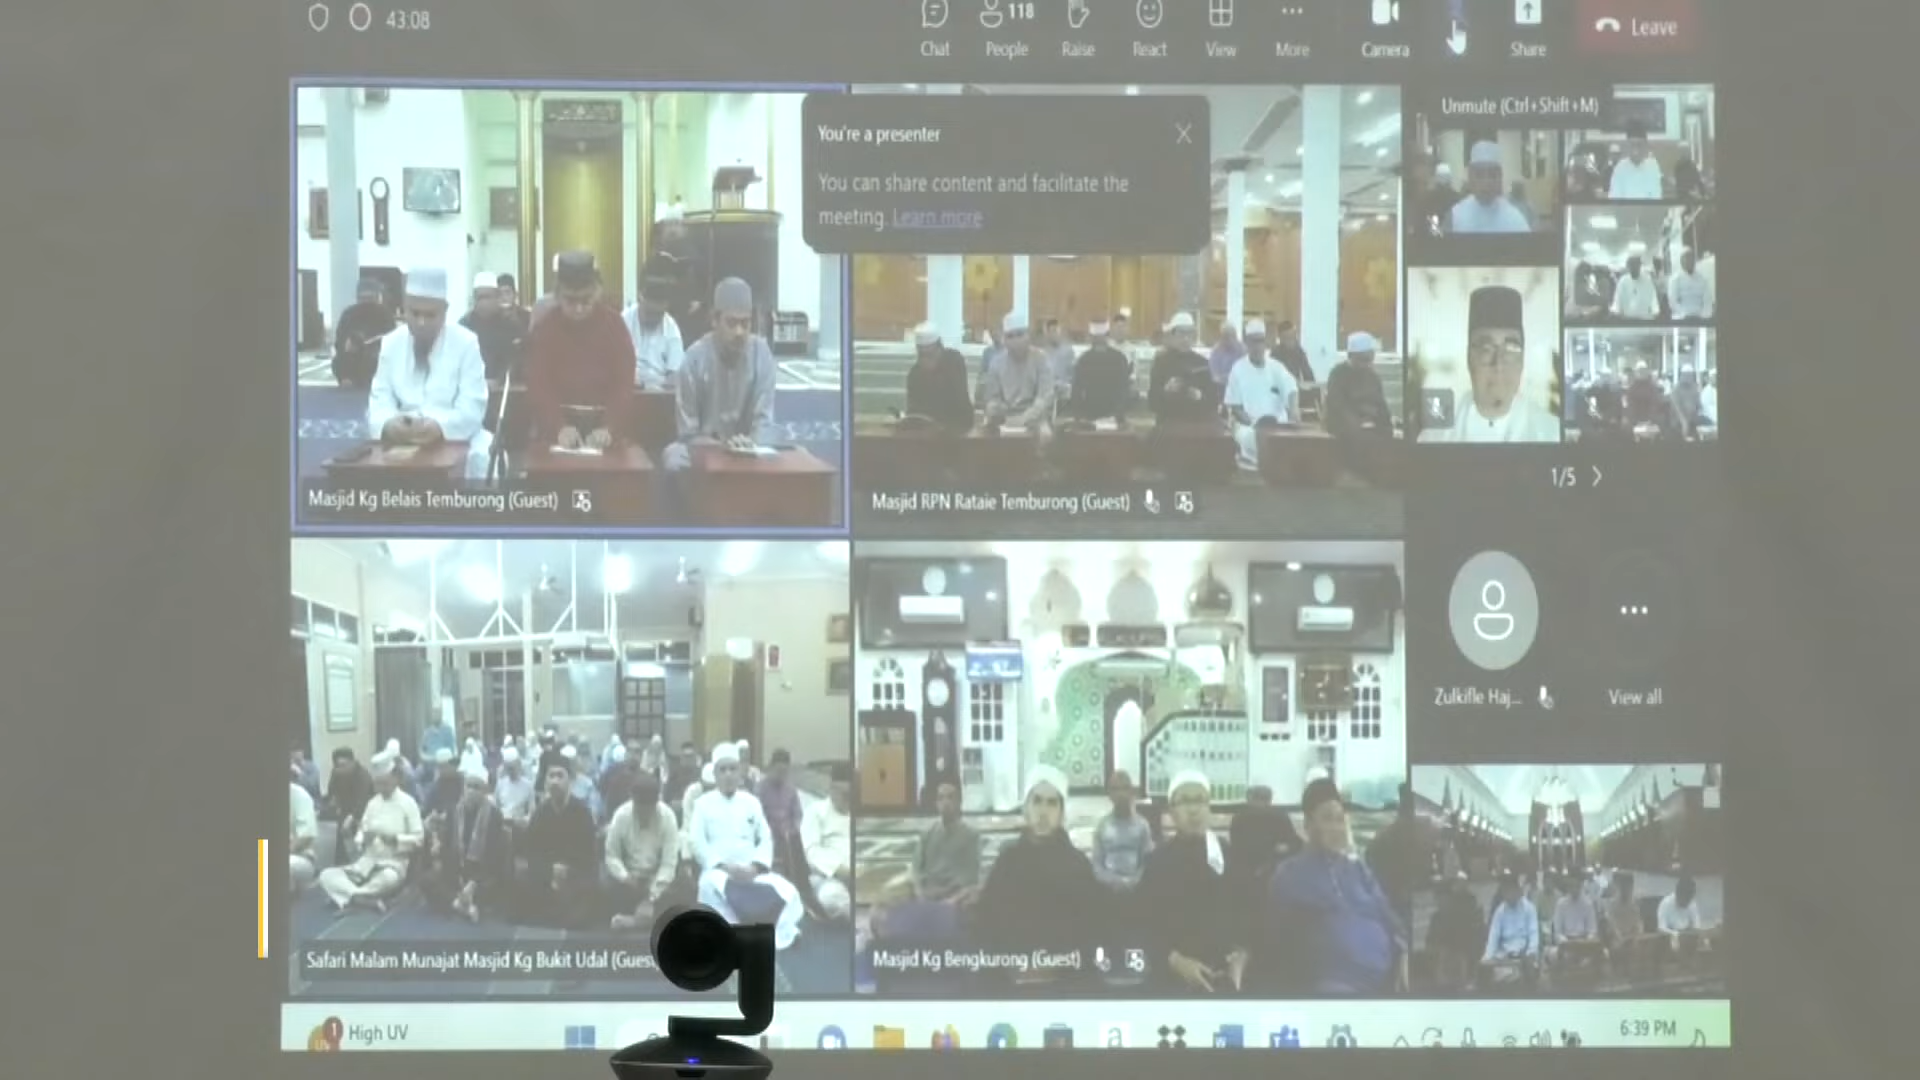 43:08
118
Chat
People
Raise
React
View
More
Camera
Share
Leave
Unmute (Ctrl+Shift+M)
You're a presenter
You can share content and facilitate the
meeting. Learn more
Masjid Kg Belais Temburong (Guest)
Masjid RPN Rataie Temburong (Guest)
1/5
Zulkifle Haj...
View all
Safari Malam Munajat Masjid Kg Bukit Udal (Gues
Masjid Kg Bengkurong (Guest)
1
High UV
a
W
6:39 PM